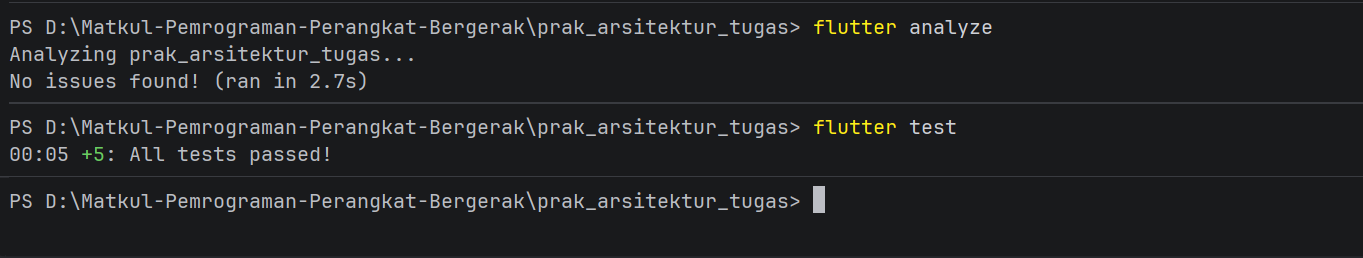 PS D:\Matkul-Pemrograman-Perangkat-Bergerak\prak_arsitektur_tugas> flutter analyze
Analyzing prak_arsitektur_tugas...
No issues found! (ran in 2.7s)
PS D:\Matkul-Pemrograman-Perangkat-Bergerak\prak_arsitektur_tugas> flutter test
00:05 +5: All tests passed!
PS D:\Matkul-Pemrograman-Perangkat-Bergerak\prak_arsitektur_tugas>